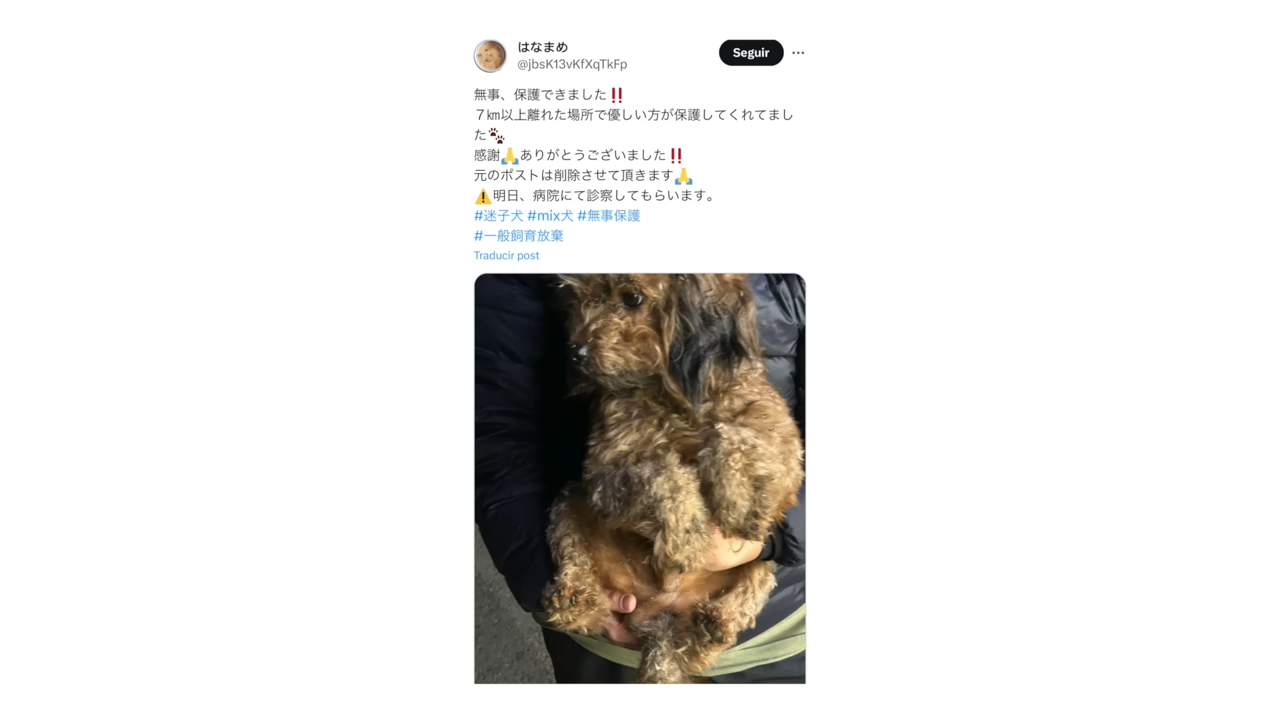 はなまめ
@jbsK13vKfXqTkFp
Seguir
無事、保護できました‼️
７㎞以上離れた場所で優しい方が保護してくれてまし
た🐾
感謝🙏ありがとうございました‼️
元のポストは削除させて頂きます🙏
⚠️明日、病院にて診察してもらいます。
#迷子犬 #mix犬 #無事保護
#一般飼育放棄
Traducir post